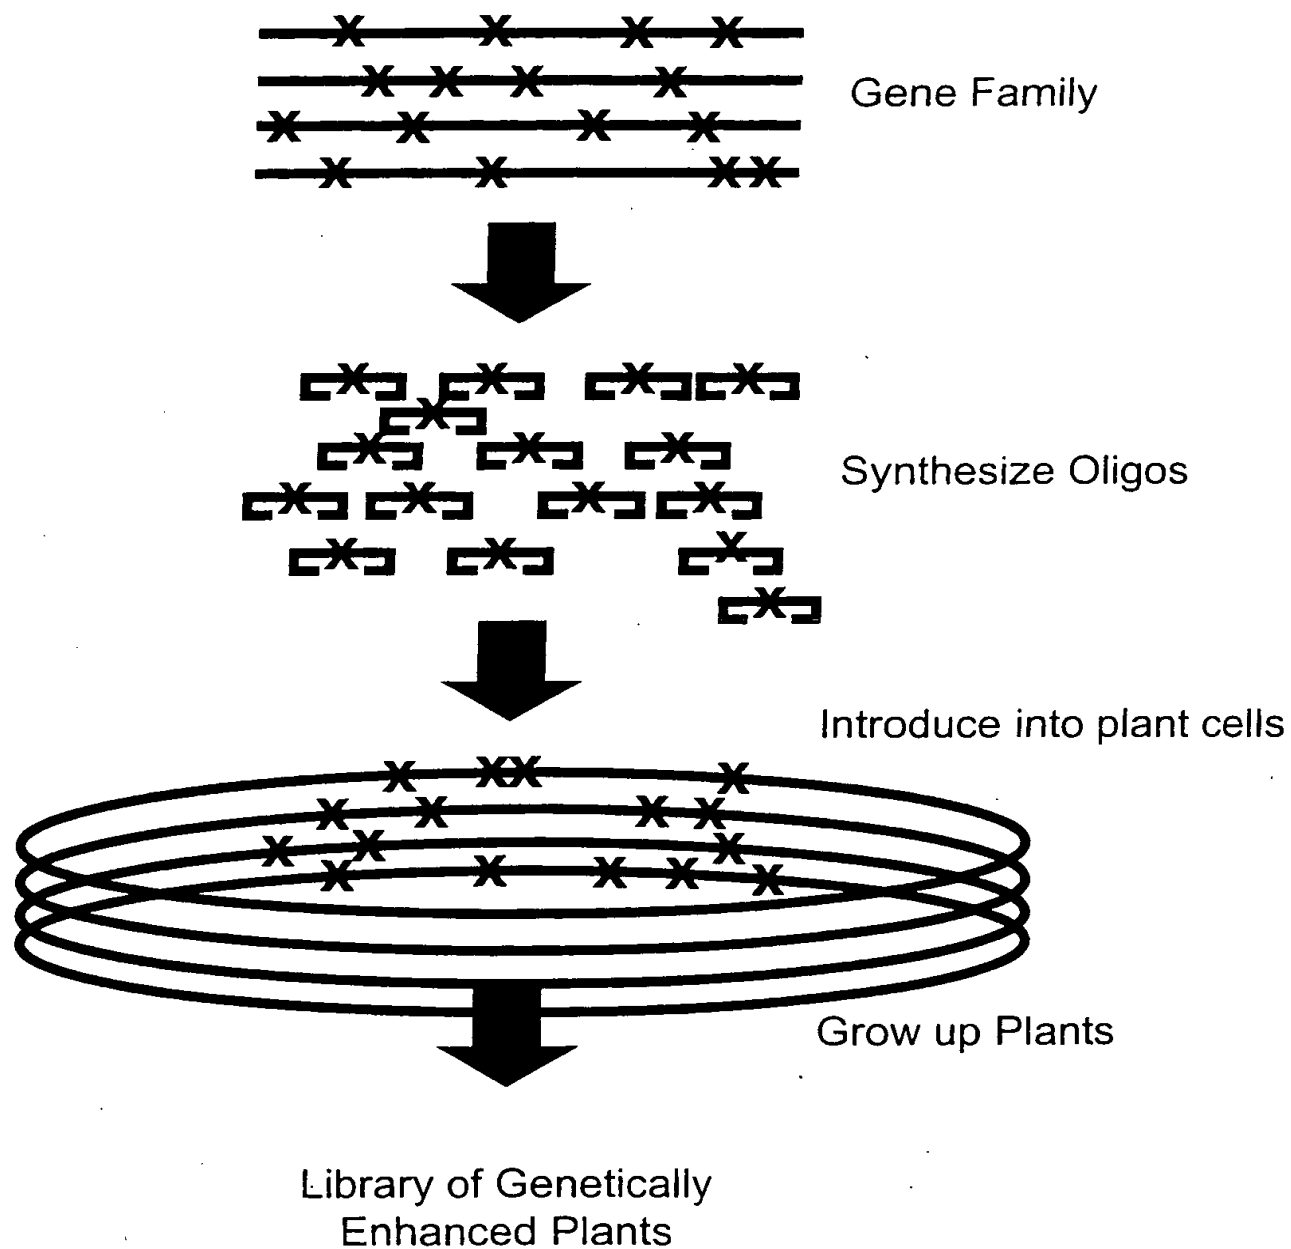 Gene Family
Synthesize Oligos
Introduce into plant cells
Grow up Plants
Library of Genetically
Enhanced Plants